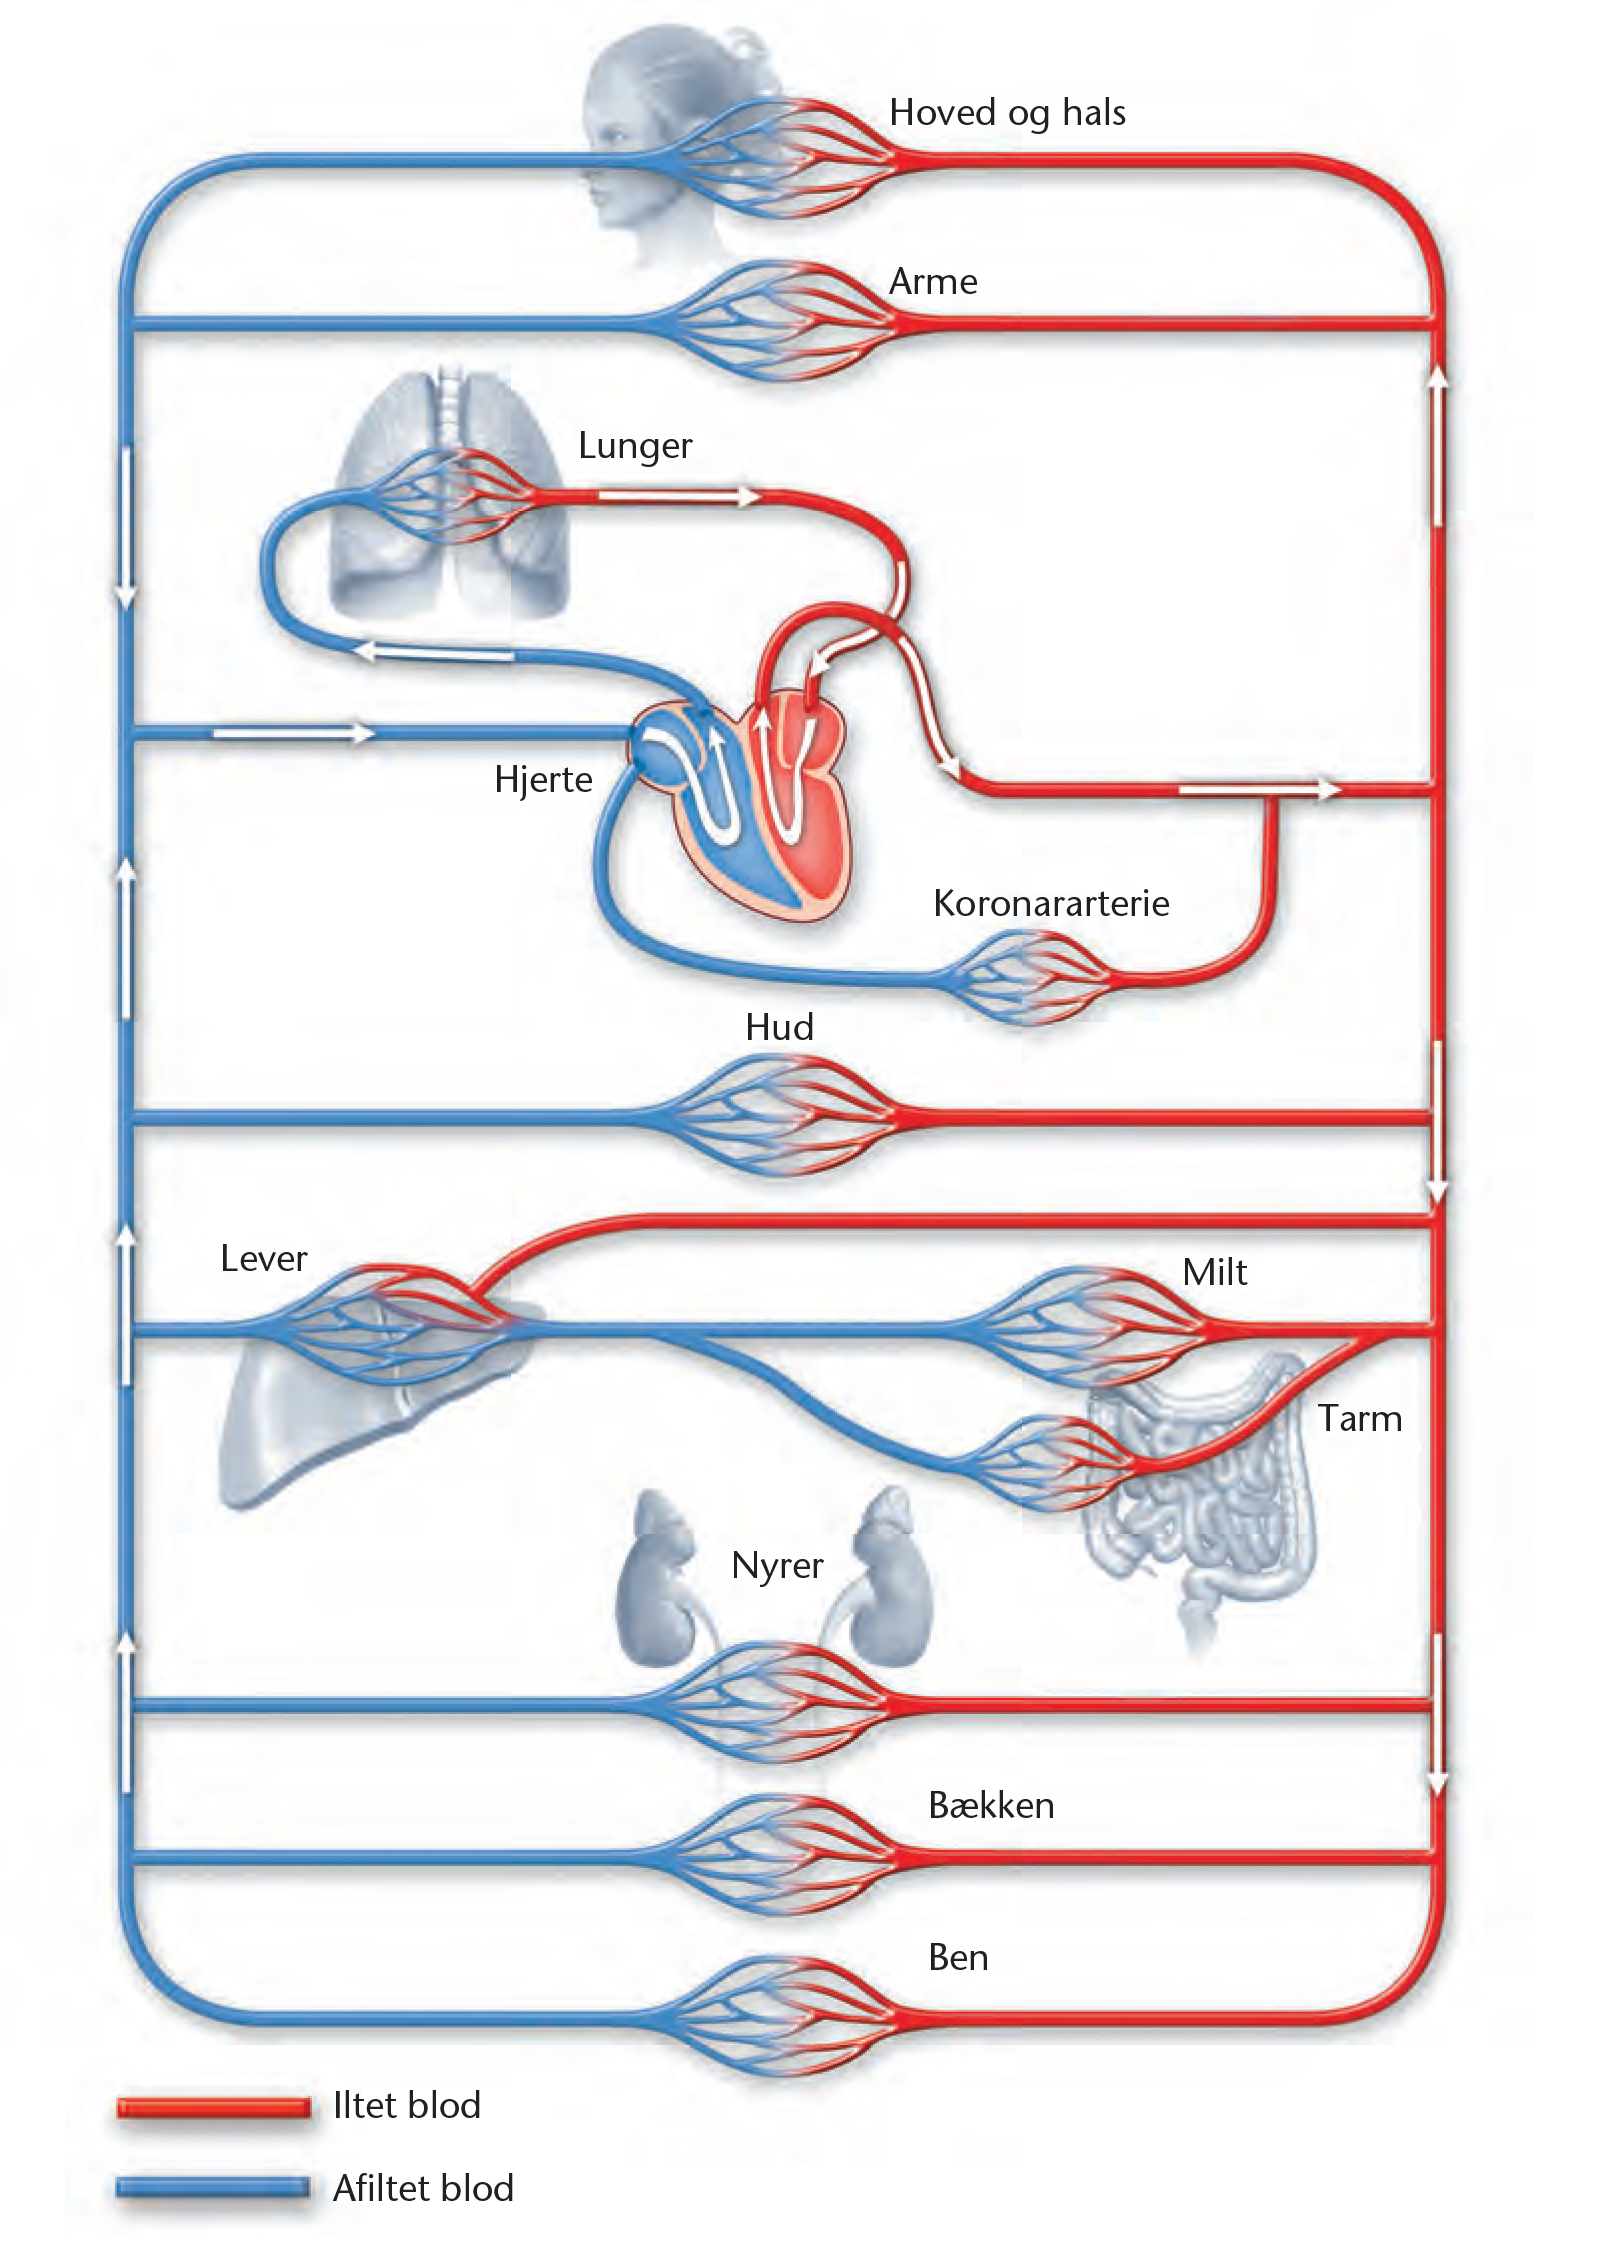 Hoved og hals
Arme
Lunger
Hjerte
Koronararterie
Hud
Lever
Milt
Tarm
Nyrer
Bækken
Ben
Iltet blod
Afiltet blod